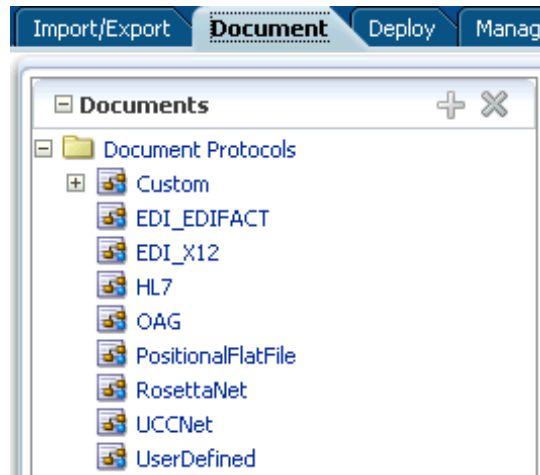 Import/Export Document Deploy Manag
Documents
Document Protocols
Custom
EDI_EDIFACT
EDI_X12
HL7
OAG
PositionalFlatFile
RosettaNet
UCCNet
UserDefined